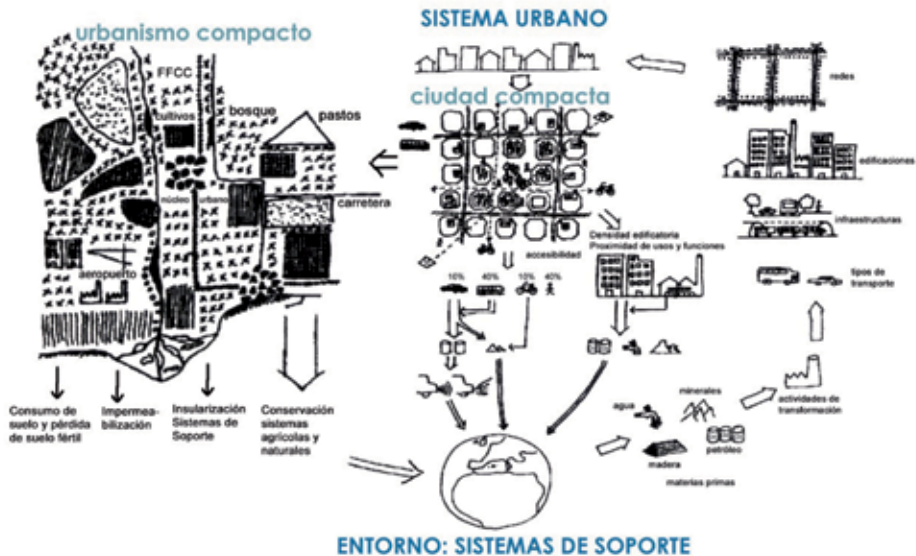 SISTEMA URBANO
urbanismo compacto
FFCC
cultivos
bosque
pastos
núcleo urbano
carretera
aeropuerto
Consumo de
suelo y pérdida
de suelo fértil
Impermea-
bilización
Insularización
Sistemas de
Soporte
Conservación
sistemas
agrícolas y
naturales
ciudad compacta
accesibilidad
10% 40% 10% 40%
Densidad edificatoria
Proximidad de usos y funciones
redes
edificaciones
infraestructuras
tipos de
transporte
actividades de
transformación
minerales
agua
petróleo
madera
materias primas
ENTORNO: SISTEMAS DE SOPORTE